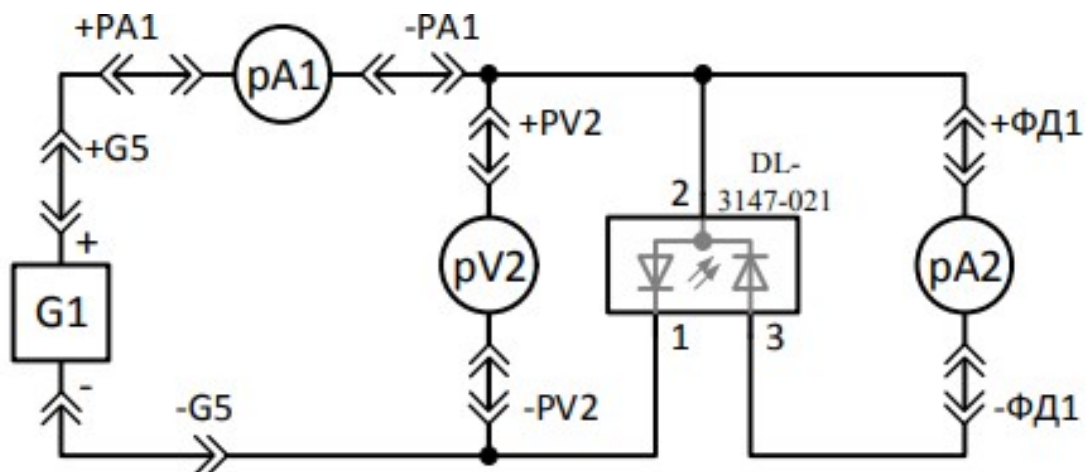 +PA1
-PA1
pA1
+G5
+PV2
+ФД1
DL-
3147-021
2
+
G1
pV2
pA2
1
3
-
-G5
-PV2
-ФД1